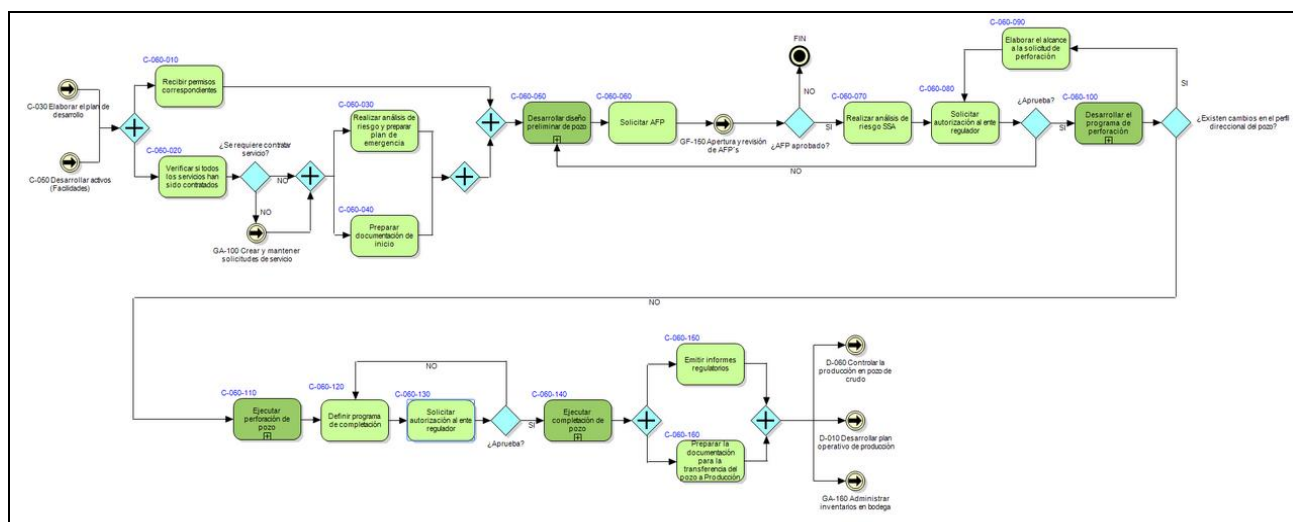 C-030 Elaborar el plan de
desarrollo
C-050 Desarrollar activos
(Facilidades)
C-060-010
Recibir permisos
correspondientes
C-060-020
Verificar si todos
los servicios han
sido contratados
¿Se requiere contratar
servicio?
NO
NO
GA-100 Crear y mantener
solicitudes de servicio
C-060-030
Realizar análisis de
riesgo y preparar
plan de
emergencia
C-060-040
Preparar
documentación de
inicio
C-060-050
Desarrollar diseño
preliminar de pozo
C-060-060
Solicitar AFP
GF-150 Apertura y revisión
de AFP´s
FIN
NO
¿AFP aprobado?
SI
C-060-070
Realizar análisis de
riesgo SSA
C-060-080
Solicitar
autorización al ente
regulador
C-060-090
Elaborar el alcance
a la solicitud de
perforación
¿Aprueba?
SI
NO
C-060-100
Desarrollar el
programa de
perforación
SI
¿Existen cambios en el perfil
direccional del pozo?
NO
C-060-110
Ejecutar
perforación de
pozo
C-060-120
Definir programa
de completación
C-060-130
Solicitar
autorización al ente
regulador
NO
¿Aprueba?
SI
C-060-140
Ejecutar
completación de
pozo
C-060-150
Emitir informes
regulatorios
C-060-160
Preparar la
documentación
para la
transferencia del
pozo a Producción
D-060 Controlar la
producción en pozo de
crudo
D-010 Desarrollar plan
operativo de producción
GA-160 Administrar
inventarios en bodega